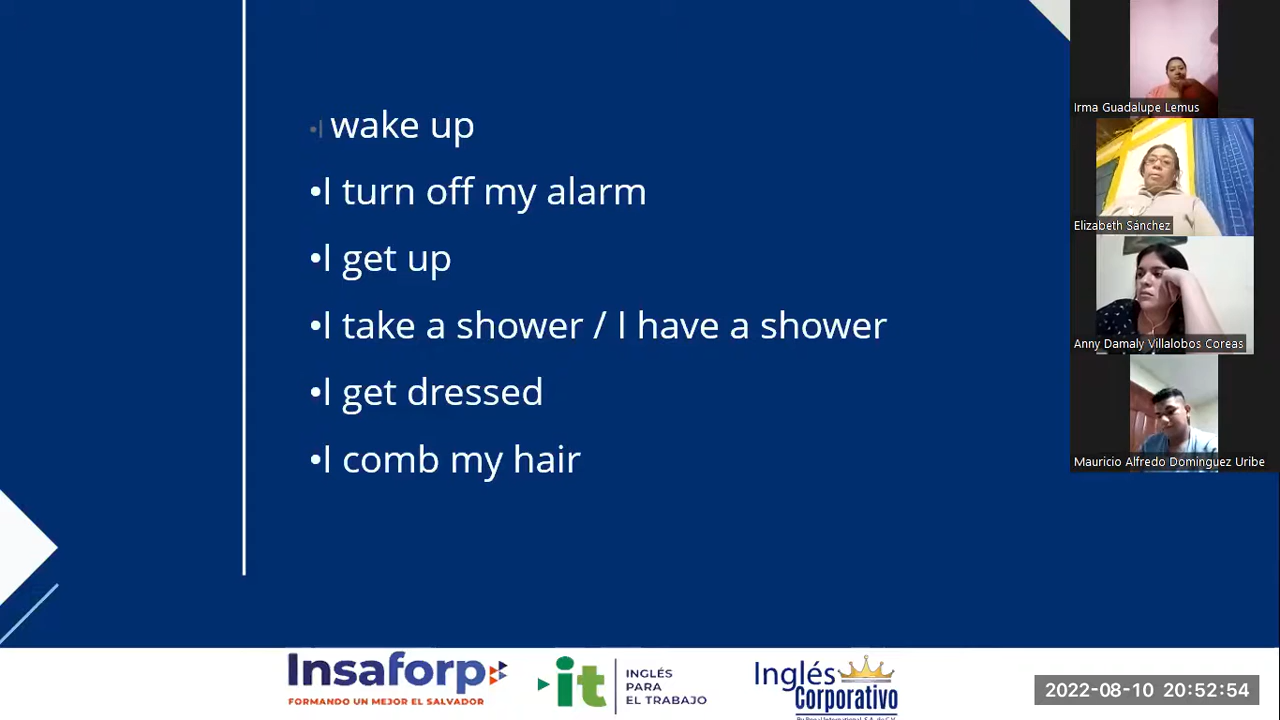 •I wake up
•I turn off my alarm
•I get up
•I take a shower / I have a shower
•I get dressed
•I comb my hair
Irma Guadalupe Lemus
Elizabeth Sánchez
Anny Damaly Villalobos Coreas
Mauricio Alfredo Dominguez Uribe
Insaforp
FORMANDO UN MEJOR EL SALVADOR
it
INGLÉS
PARA
EL TRABAJO
Inglés
Corporativo
2022-08-10 20:52:54